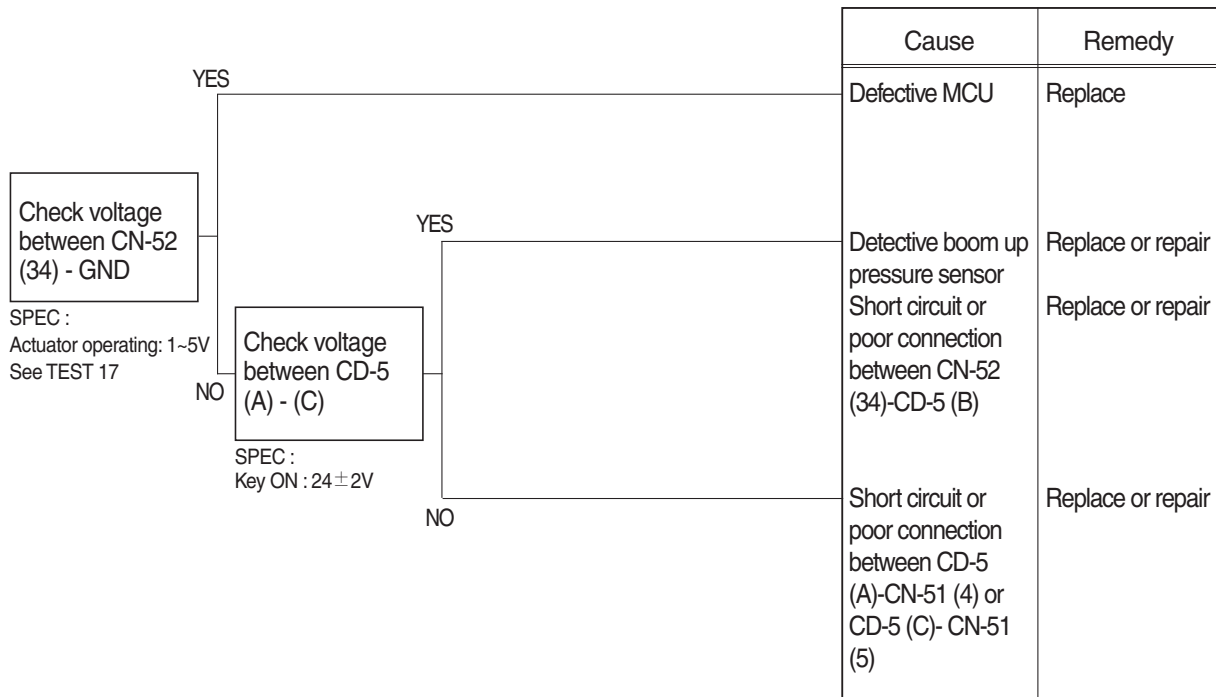 Cause
Remedy
YES
Defective MCU
Replace
Check voltage
between CN-52
(34) - GND
SPEC :
Actuator operating: 1~5V
See TEST 17
NO
Check voltage
between CD-5
(A) - (C)
SPEC :
Key ON : 24±2V
YES
Detective boom up
pressure sensor
Replace or repair
Short circuit or
poor connection
between CN-52
(34)-CD-5 (B)
Replace or repair
NO
Short circuit or
poor connection
between CD-5
(A)-CN-51 (4) or
CD-5 (C)- CN-51
(5)
Replace or repair